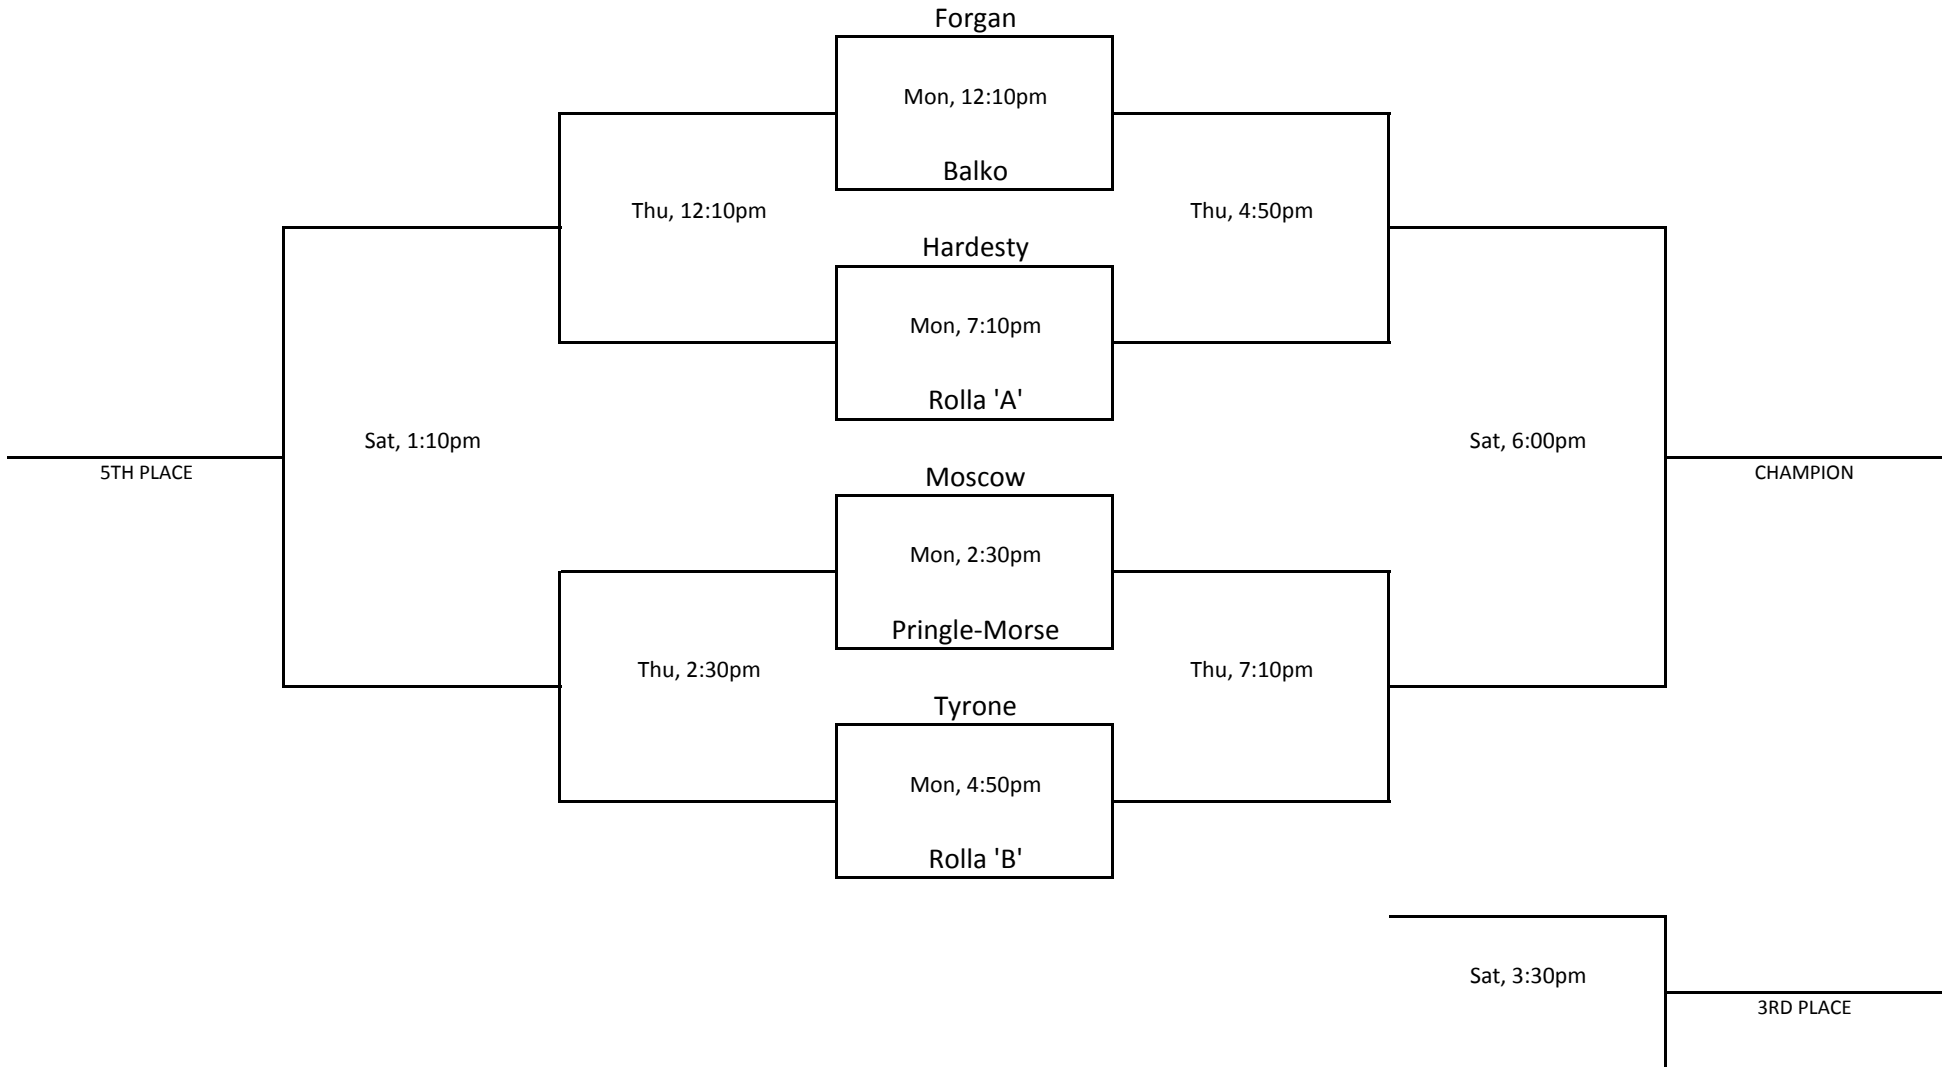 Forgan
Mon, 12:10pm
Balko
Thu, 12:10pm
Thu, 4:50pm
Hardesty
Mon, 7:10pm
Rolla 'A'
Sat, 1:10pm
Sat, 6:00pm
5TH PLACE
CHAMPION
Moscow
Mon, 2:30pm
Pringle-Morse
Thu, 2:30pm
Thu, 7:10pm
Tyrone
Mon, 4:50pm
Rolla 'B'
Sat, 3:30pm
3RD PLACE